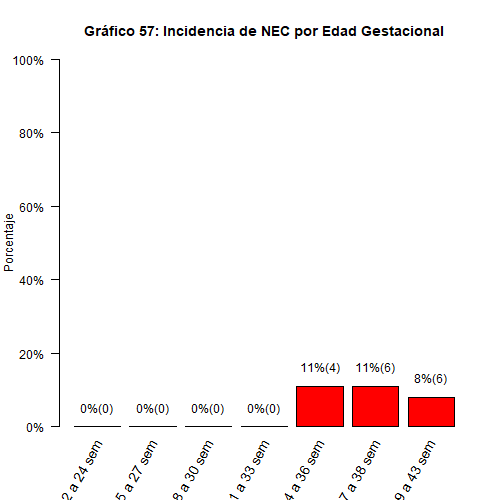 Gráfico 57: Incidencia de NEC por Edad Gestacional
Porcentaje
100%
80%
60%
40%
20%
0%
0%(0)
0%(0)
0%(0)
0%(0)
11%(4)
11%(6)
8%(6)
2 a 24 sem
5 a 27 sem
8 a 30 sem
1 a 33 sem
4 a 36 sem
7 a 38 sem
9 a 43 sem